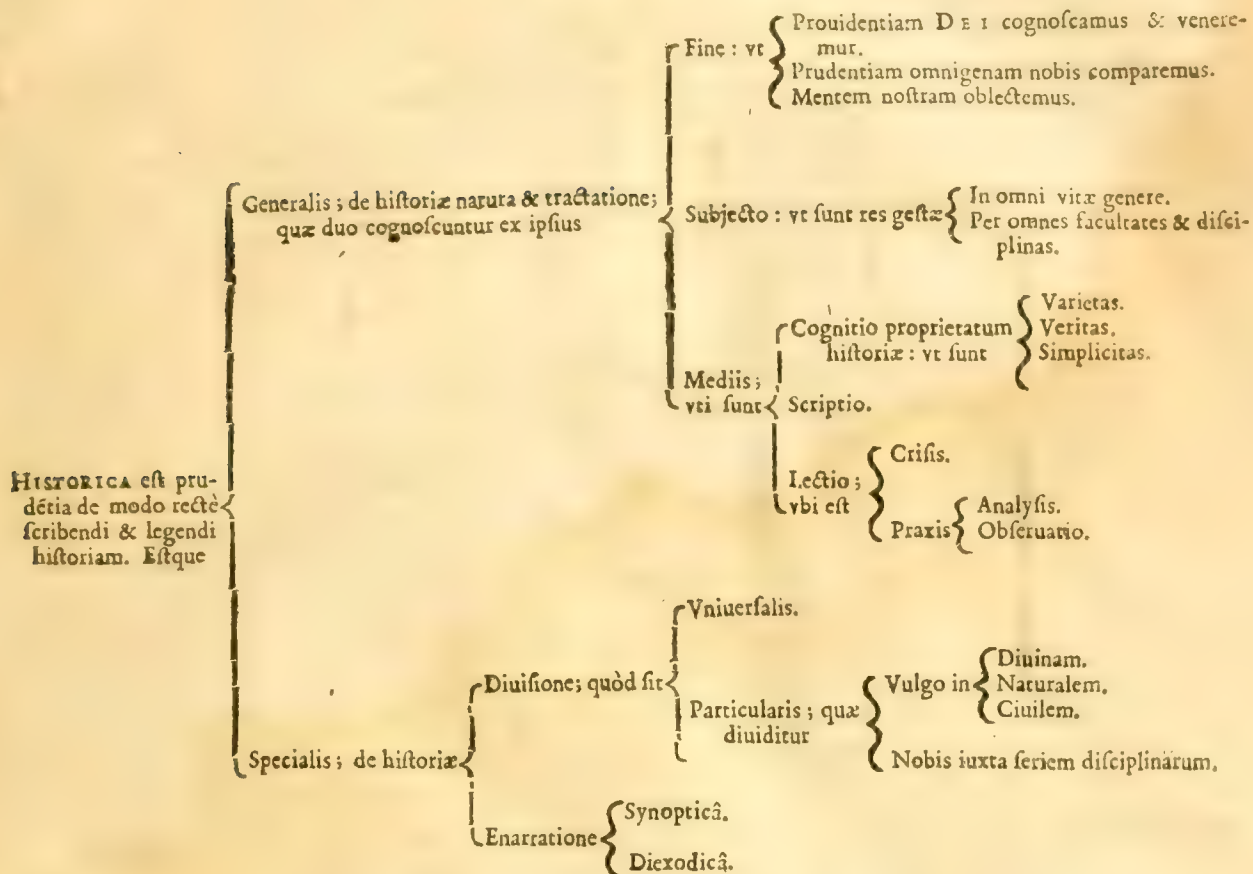 HISTORICA eſt pru-
dẽtia de modo rectè
ſcribendi & legendi
hiſtoriam. Eſtque
Generalis; de hiſtoriæ natura & tractatione;
quæ duo cognoſcuntur ex ipſius
Fine: vt
Prouidentiam DEI cognoſcamus & venere-
mur.
Prudentiam omnigenam nobis comparemus.
Mentem noſtram oblectemus.
Subjecto: vt ſunt res geſtæ
In omni vitæ genere.
Per omnes facultates & diſci-
plinas.
Mediis;
vti ſunt
Cognitio proprietatum
hiſtoriæ: vt ſunt
Varietas.
Veritas.
Simplicitas.
Scriptio.
Lectio;
vbi eſt
Criſis.
Praxis
Analyſis.
Obſeruatio.
Specialis; de hiſtoriæ
Diuiſione; quòd ſit
Vniuerſalis.
Particularis; quæ
diuiditur
Vulgo in
Diuinam.
Naturalem.
Ciuilem.
Nobis iuxta ſeriem diſciplinarum.
Enarratione
Synopticâ.
Diexodicâ.